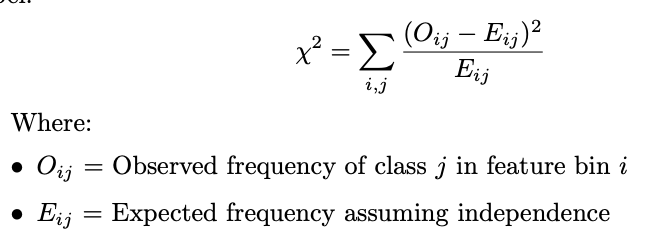 χ² = ∑_{i,j} (O_{ij} − E_{ij})² / E_{ij}
Where:
• O_{ij} = Observed frequency of class j in feature bin i
• E_{ij} = Expected frequency assuming independence